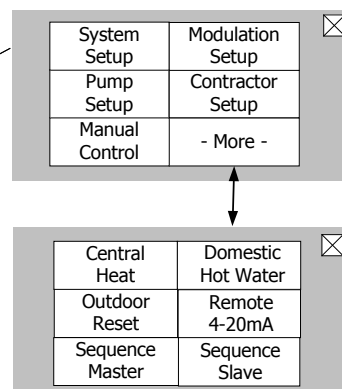 System Setup
Modulation Setup
Pump Setup
Contractor Setup
Manual Control
- More -
Central Heat
Domestic Hot Water
Outdoor Reset
Remote 4-20mA
Sequence Master
Sequence Slave